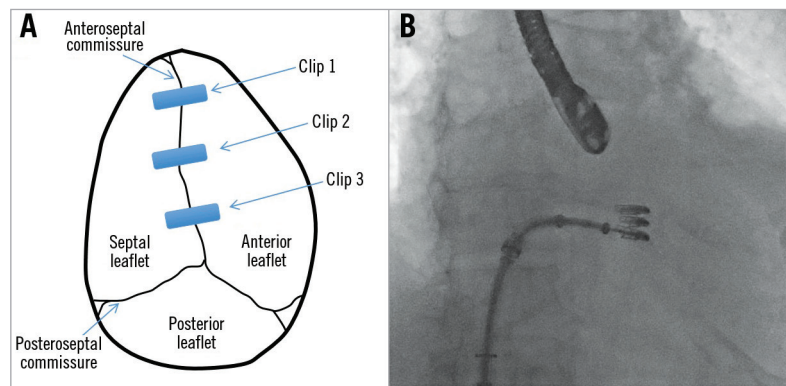 A
Anteroseptal
commissure
Clip 1
Clip 2
Clip 3
Septal
leaflet
Anterior
leaflet
Posterior
leaflet
Posteroseptal
commissure
B